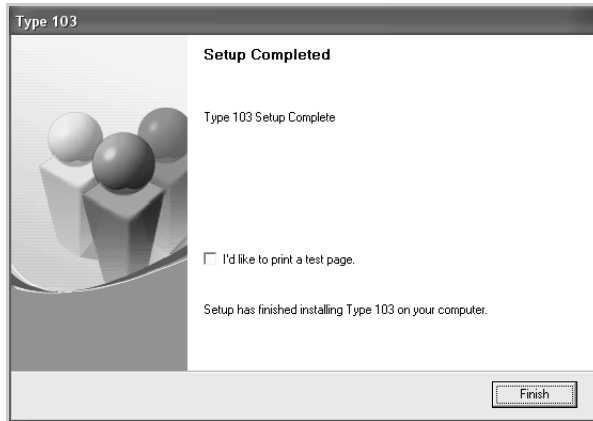 Type 103
Setup Completed
Type 103 Setup Complete
I'd like to print a test page.
Setup has finished installing Type 103 on your computer.
Finish